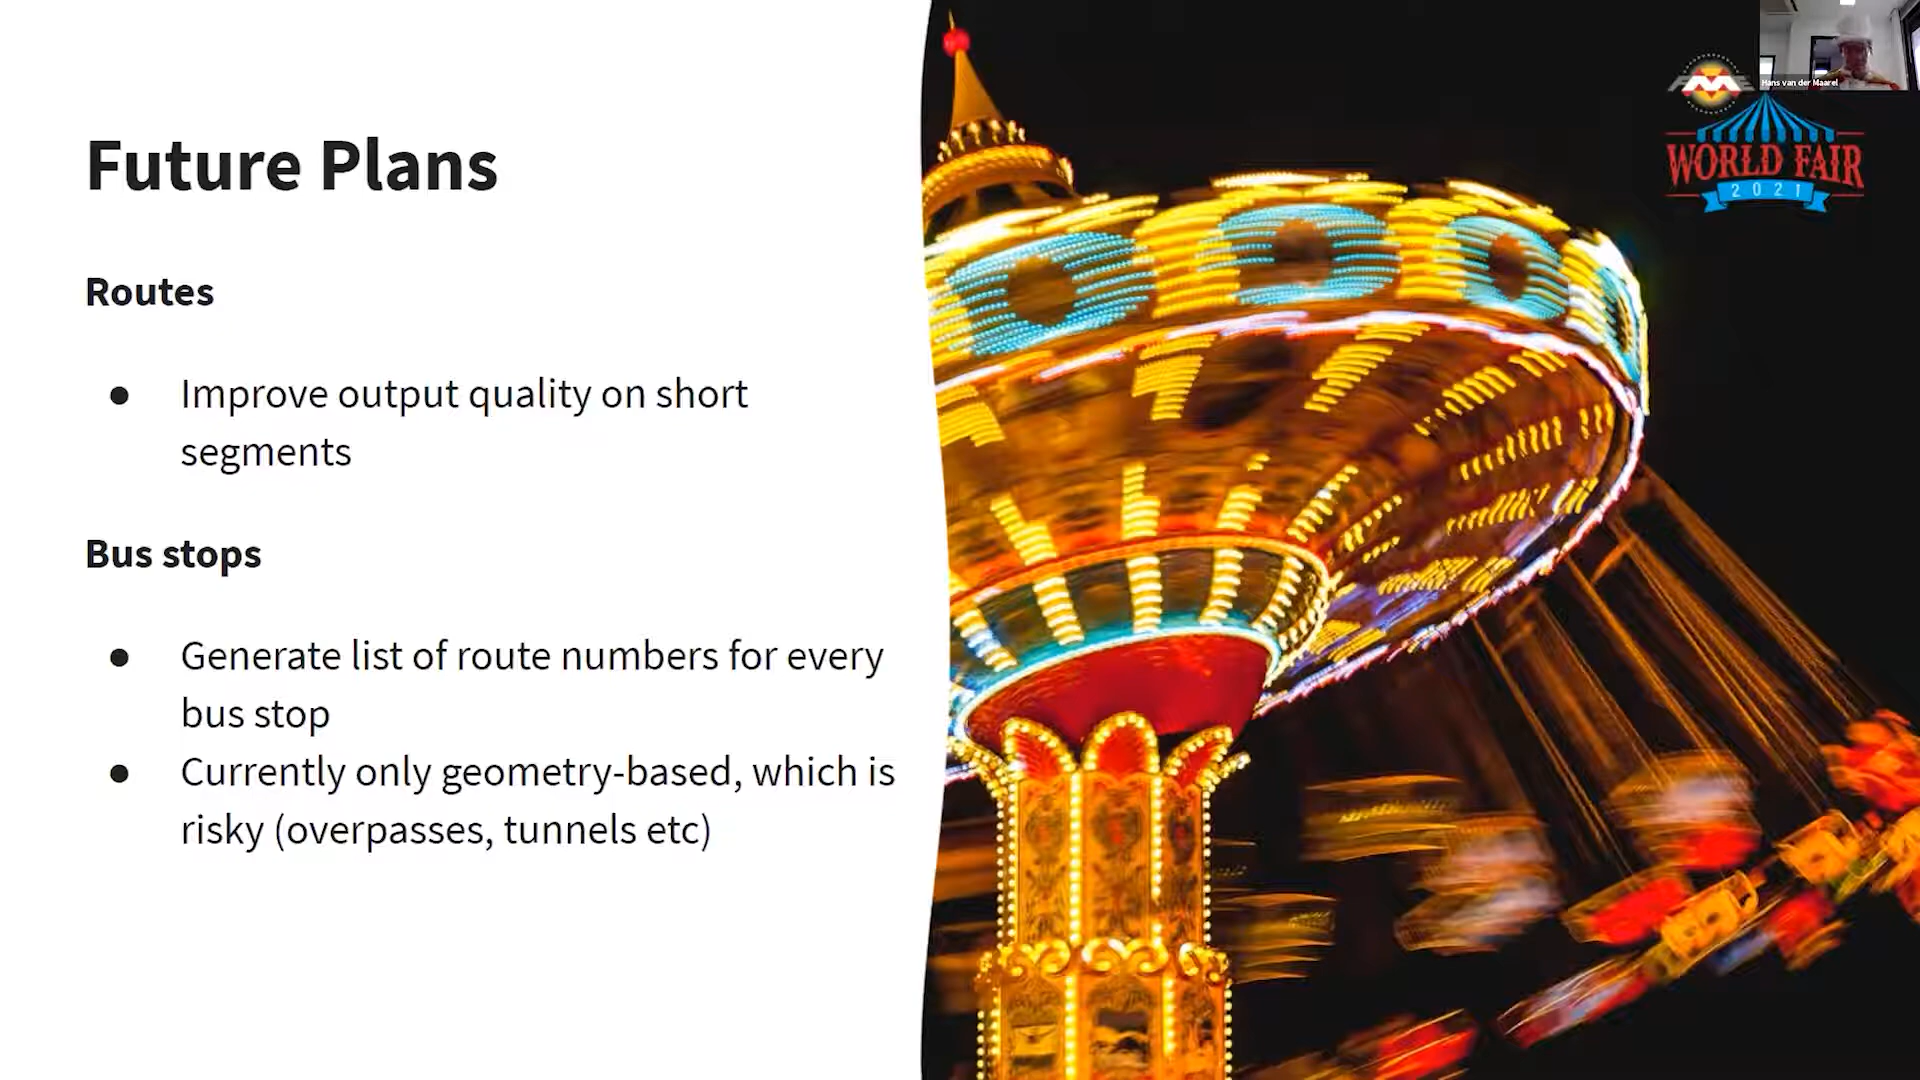 Future Plans
Routes
● Improve output quality on short
segments
Bus stops
● Generate list of route numbers for every
bus stop
● Currently only geometry-based, which is
risky (overpasses, tunnels etc)
Hans van der Maarel
WORLD FAIR
2021